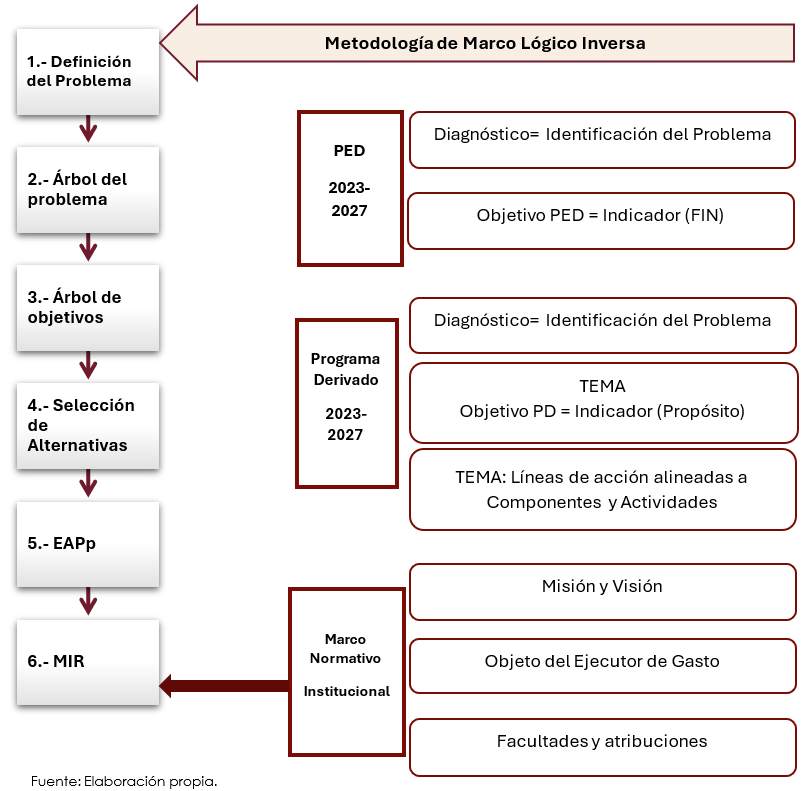 Metodología de Marco Lógico Inversa
1.- Definición
del Problema
2.- Árbol del
problema
3.- Árbol de
objetivos
4.- Selección
de
Alternativas
5.- EAPp
6.- MIR
PED
2023-
2027
Diagnóstico= Identificación del Problema
Objetivo PED = Indicador (FIN)
Programa
Derivado
2023-
2027
Diagnóstico= Identificación del Problema
TEMA
Objetivo PD = Indicador (Propósito)
TEMA: Líneas de acción alineadas a
Componentes y Actividades
Marco
Normativo
Institucional
Misión y Visión
Objeto del Ejecutor de Gasto
Facultades y atribuciones
Fuente: Elaboración propia.